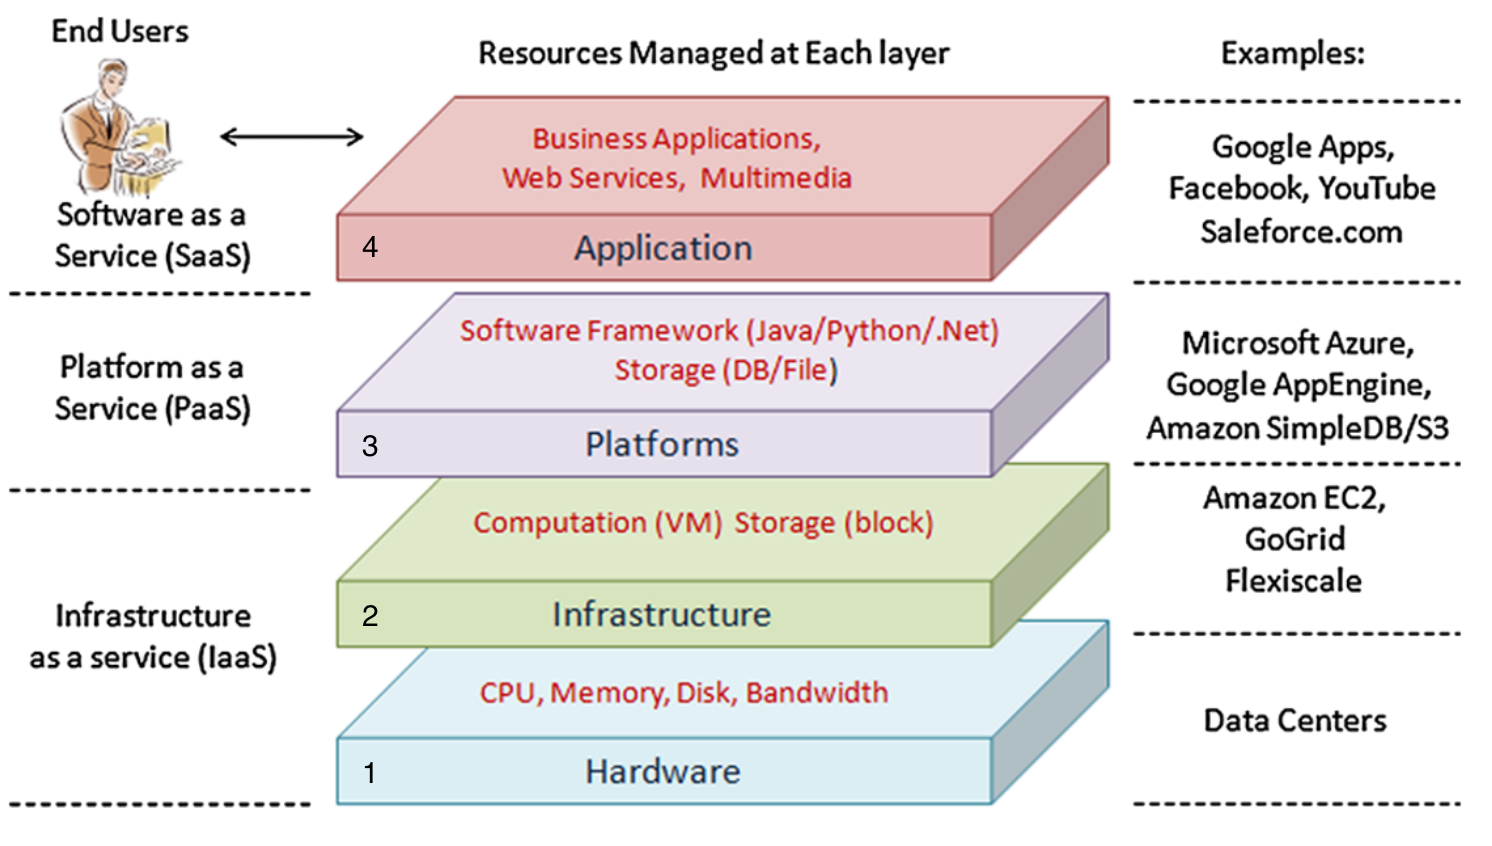 End Users
Resources Managed at Each layer
Examples:
Business Applications,
Web Services, Multimedia
Google Apps,
Facebook, YouTube
Saleforce.com
Software as a
Service (SaaS)
4 Application
Software Framework (Java/Python/.Net)
Storage (DB/File)
Platform as a
Service (PaaS)
Microsoft Azure,
Google AppEngine,
Amazon SimpleDB/S3
3 Platforms
Computation (VM) Storage (block)
Amazon EC2,
GoGrid
Flexiscale
Infrastructure
as a service (IaaS)
2 Infrastructure
CPU, Memory, Disk, Bandwidth
Data Centers
1 Hardware